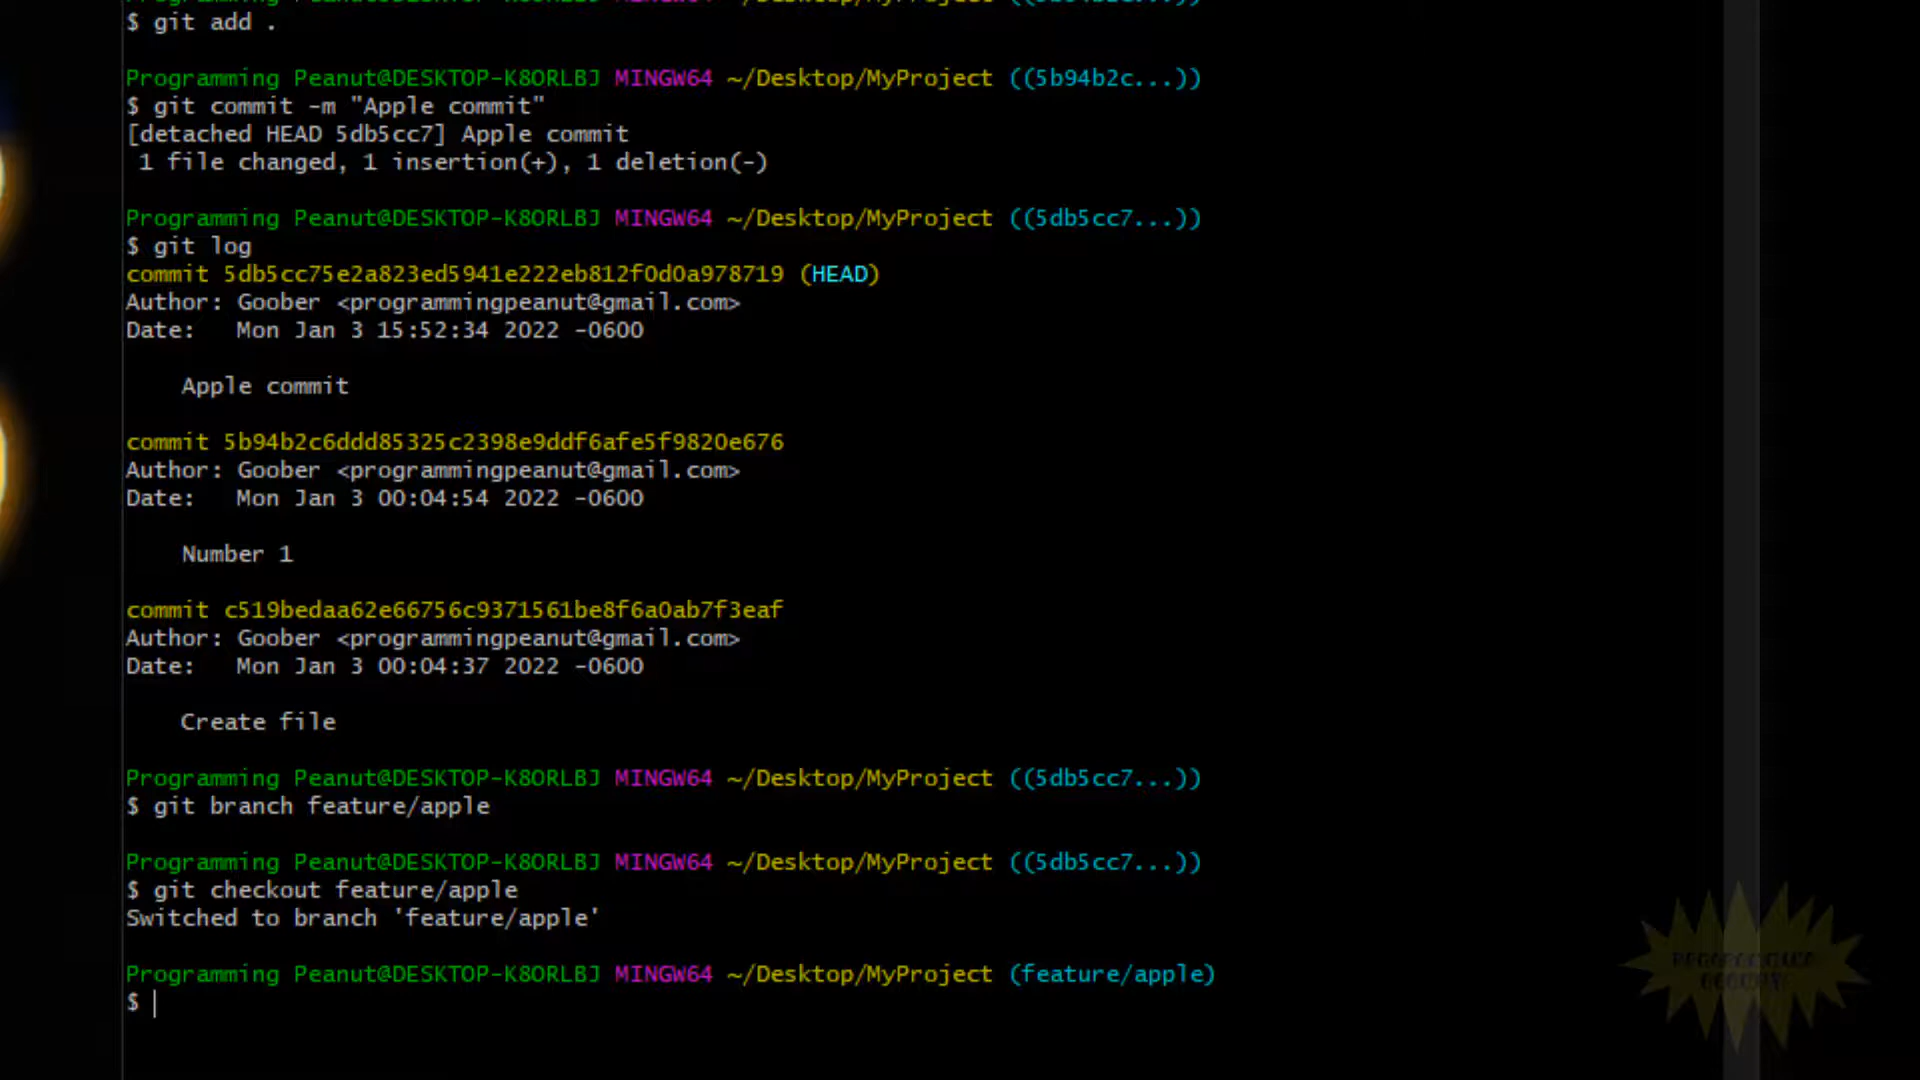 $ git add .
Programming Peanut@DESKTOP-K8ORLBJ MINGW64 ~/Desktop/MyProject ((5b94b2c...))
$ git commit -m "Apple commit"
[detached HEAD 5db5cc7] Apple commit
1 file changed, 1 insertion(+), 1 deletion(-)
Programming Peanut@DESKTOP-K8ORLBJ MINGW64 ~/Desktop/MyProject ((5db5cc7...))
$ git log
commit 5db5cc75e2a823ed5941e222eb812f0d0a978719 (HEAD)
Author: Goober <programmingpeanut@gmail.com>
Date:   Mon Jan 3 15:52:34 2022 -0600
Apple commit
commit 5b94b2c6ddd85325c2398e9ddf6afe5f9820e676
Author: Goober <programmingpeanut@gmail.com>
Date:   Mon Jan 3 00:04:54 2022 -0600
Number 1
commit c519bedaa62e66756c9371561be8f6a0ab7f3eaf
Author: Goober <programmingpeanut@gmail.com>
Date:   Mon Jan 3 00:04:37 2022 -0600
Create file
Programming Peanut@DESKTOP-K8ORLBJ MINGW64 ~/Desktop/MyProject ((5db5cc7...))
$ git branch feature/apple
Programming Peanut@DESKTOP-K8ORLBJ MINGW64 ~/Desktop/MyProject ((5db5cc7...))
$ git checkout feature/apple
Switched to branch 'feature/apple'
Programming Peanut@DESKTOP-K8ORLBJ MINGW64 ~/Desktop/MyProject (feature/apple)
$